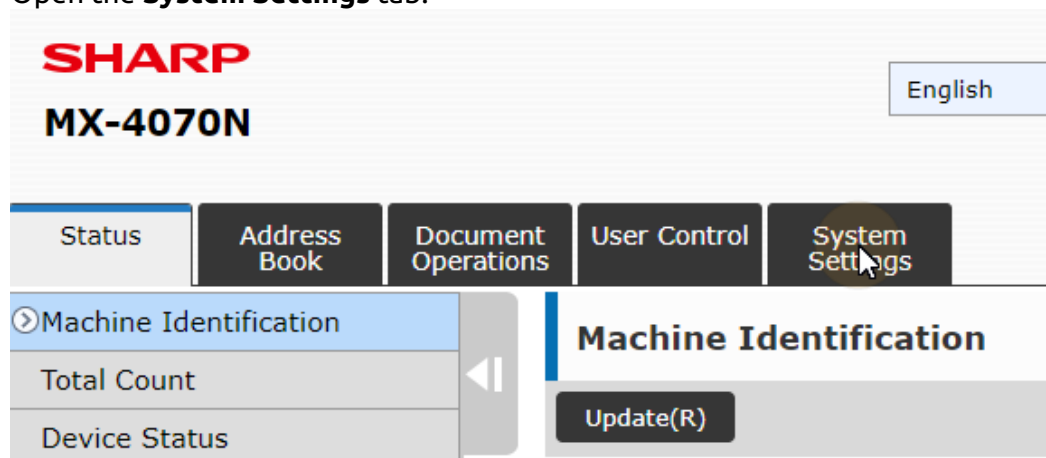 Open the System Settings tab.
SHARP
English
MX-4070N
Status
Address
Book
Document
Operations
User Control
System
Settings
Machine Identification
Total Count
Device Status
Machine Identification
Update(R)